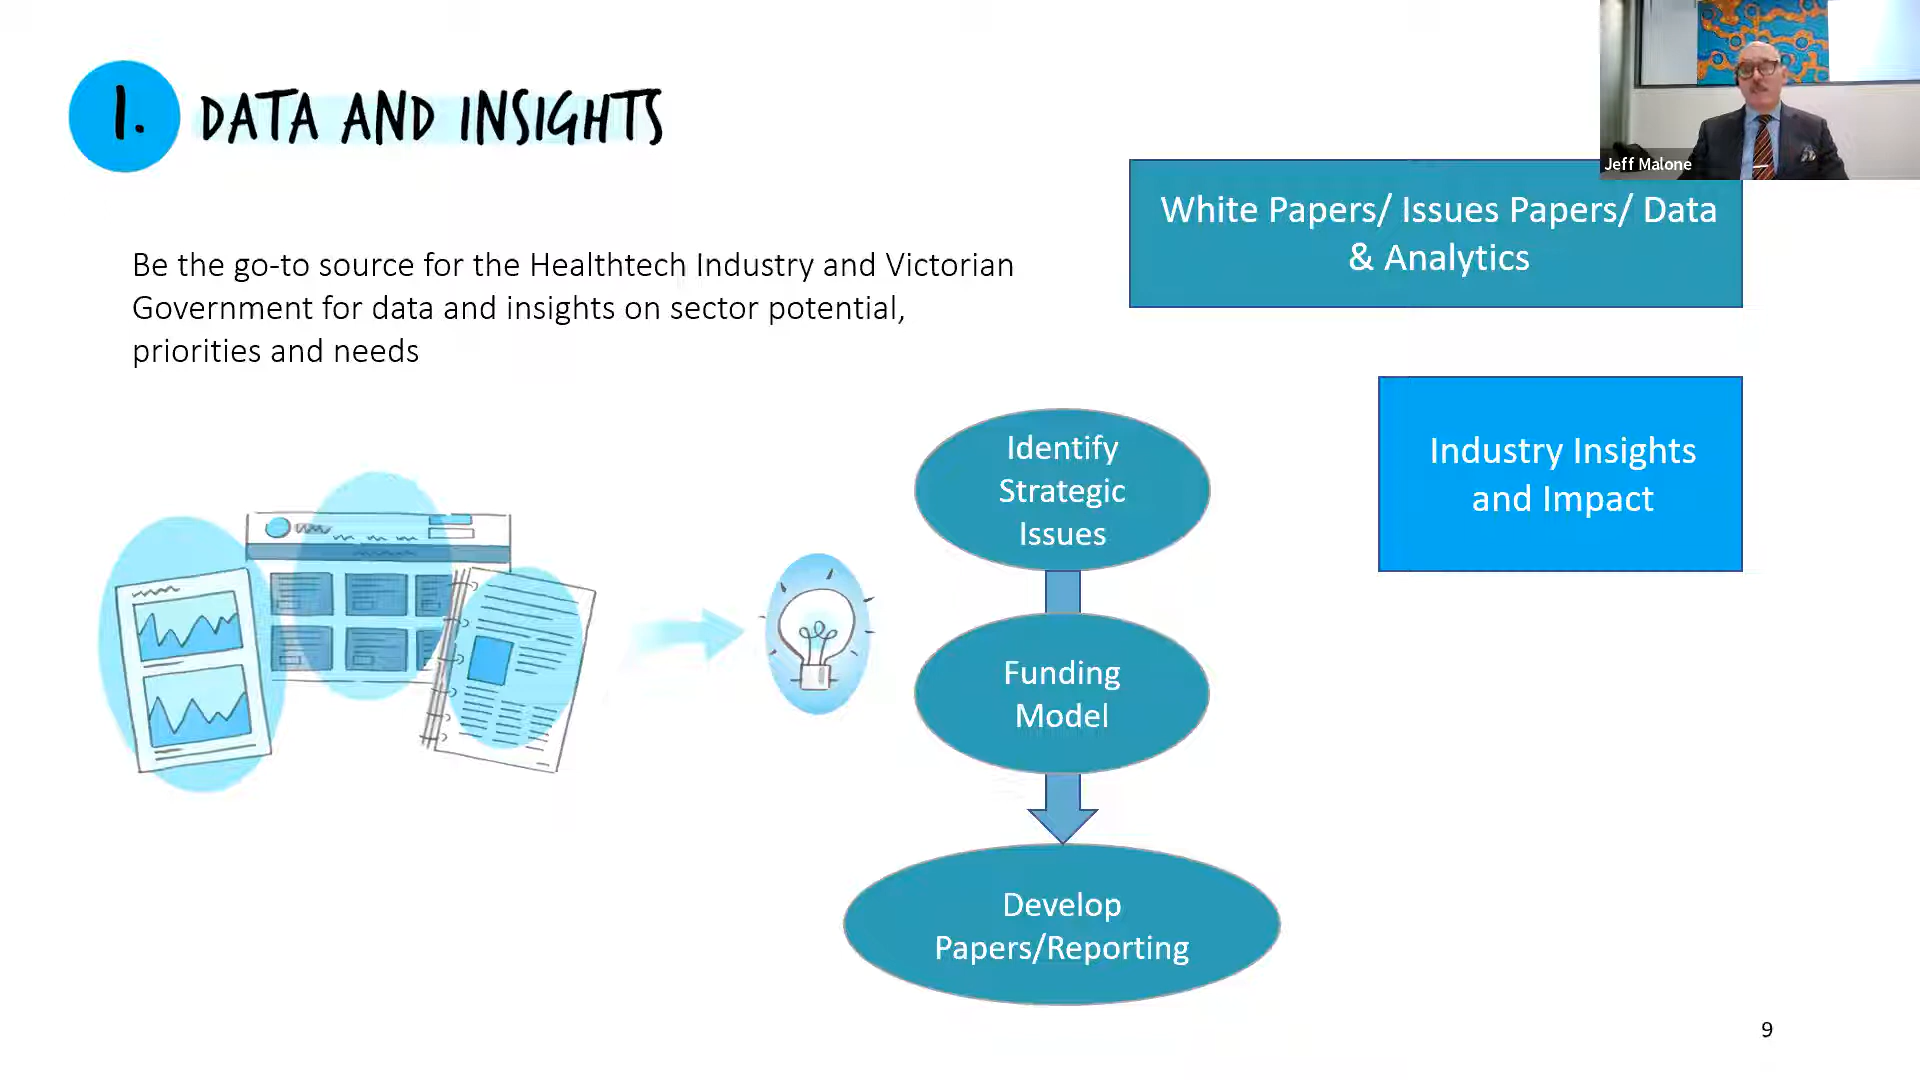 1. DATA AND INSIGHTS
Jeff Malone
White Papers/ Issues Papers/ Data
& Analytics
Be the go-to source for the Healthtech Industry and Victorian
Government for data and insights on sector potential,
priorities and needs
Industry Insights
and Impact
Identify
Strategic
Issues
Funding
Model
Develop
Papers/Reporting
9